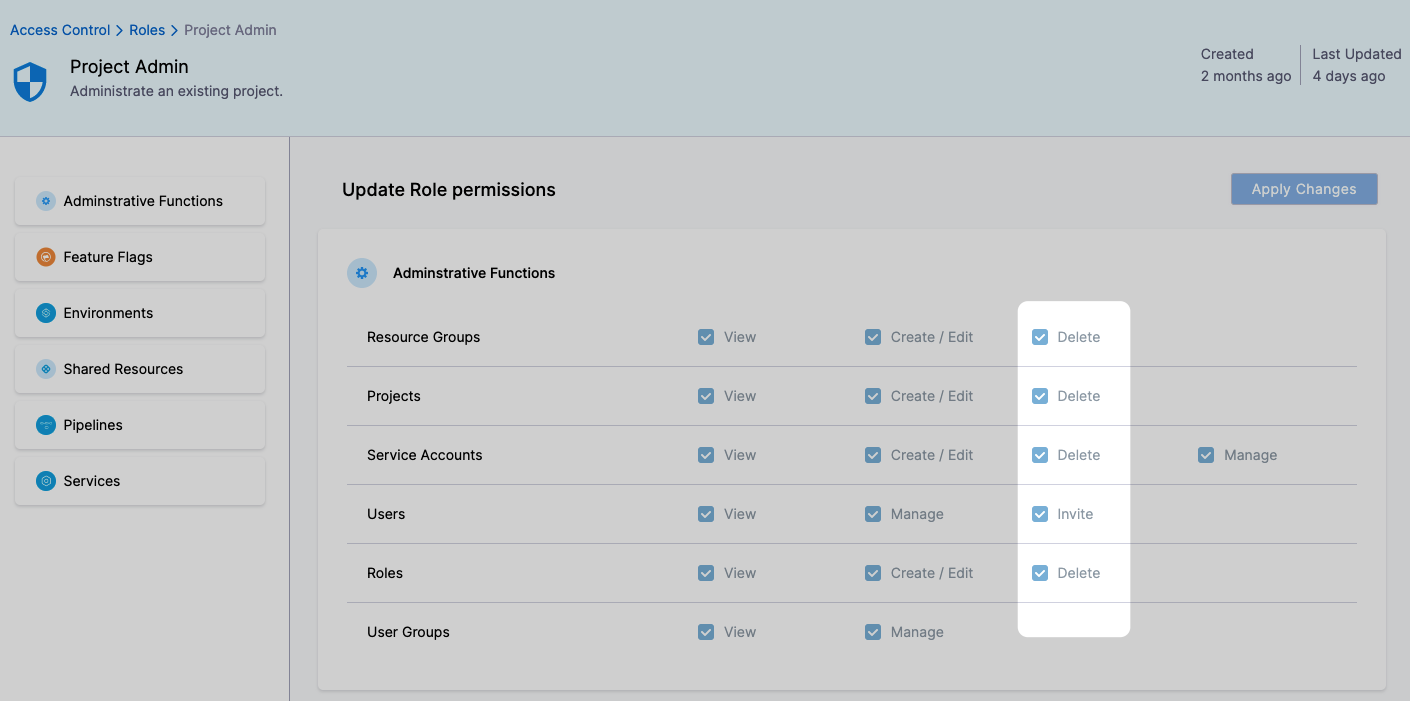 Access Control > Roles > Project Admin
Project Admin
Administrate an existing project.
Created
2 months ago
Last Updated
4 days ago
Adminstrative Functions
Feature Flags
Environments
Shared Resources
Pipelines
Services
Update Role permissions
Apply Changes
Adminstrative Functions
Resource Groups View Create / Edit Delete
Projects View Create / Edit Delete
Service Accounts View Create / Edit Delete Manage
Users View Manage Invite
Roles View Create / Edit Delete
User Groups View Manage